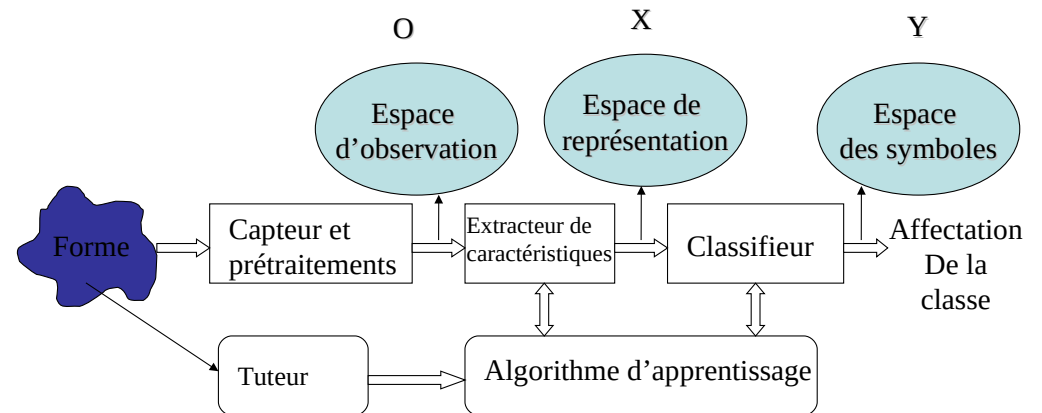 O
X
Y
Espace
d’observation
Espace de
représentation
Espace
des symboles
Forme
Capteur et
prétraitements
Extracteur de
caractéristiques
Classifieur
Affectation
De la
classe
Tuteur
Algorithme d’apprentissage